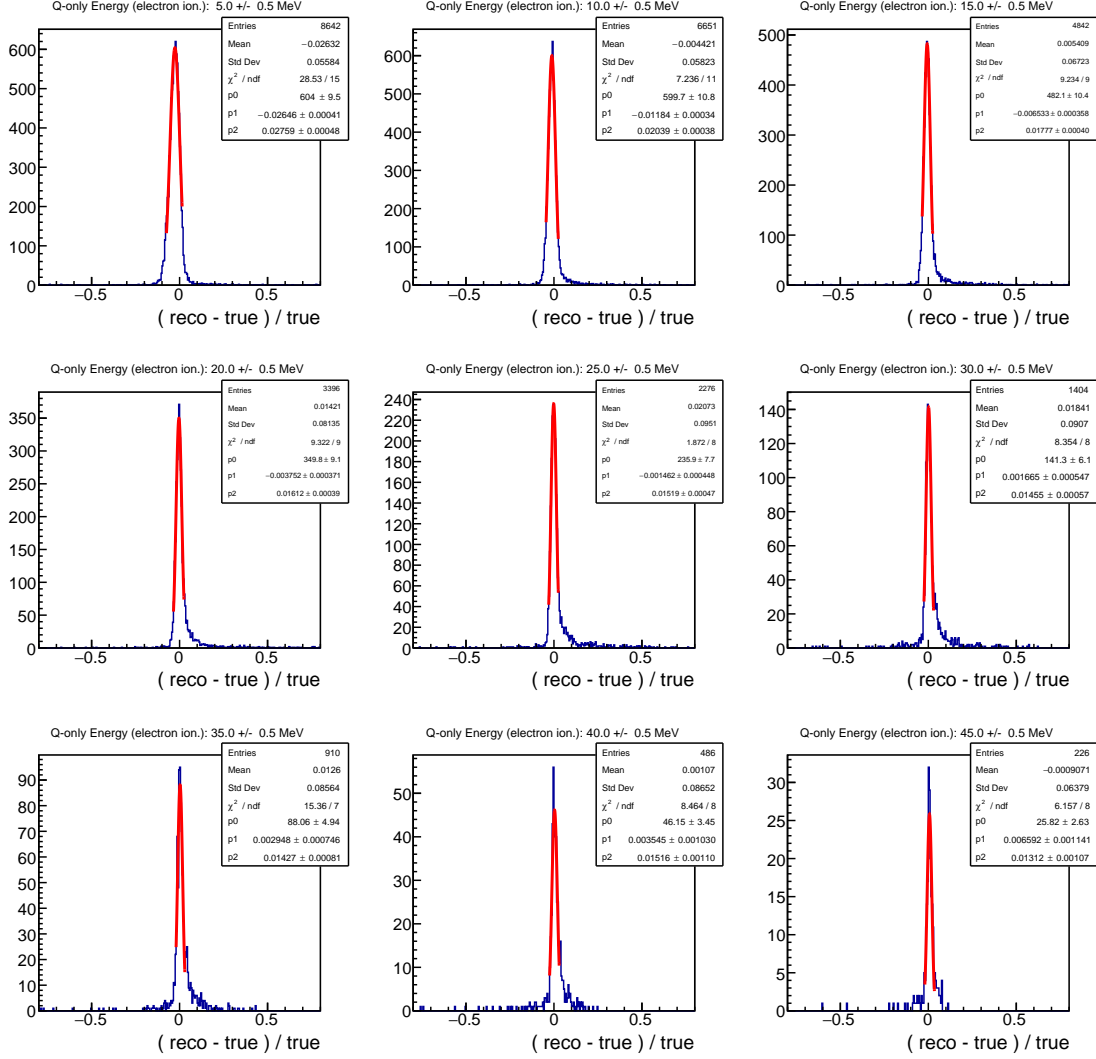 Q-only Energy (electron ion.): 5.0 +/- 0.5 MeV
Entries 8642
Mean −0.02632
Std Dev 0.05584
χ² / ndf 28.53 / 15
p0 604 ± 9.5
p1 −0.02646 ± 0.00041
p2 0.02759 ± 0.00048
600
500
400
300
200
100
0
−0.5 0 0.5
( reco - true ) / true
Q-only Energy (electron ion.): 10.0 +/- 0.5 MeV
Entries 6651
Mean −0.004421
Std Dev 0.05823
χ² / ndf 7.236 / 11
p0 599.7 ± 10.8
p1 −0.01184 ± 0.00034
p2 0.02039 ± 0.00038
600
500
400
300
200
100
0
−0.5 0 0.5
( reco - true ) / true
Q-only Energy (electron ion.): 15.0 +/- 0.5 MeV
Entries 4842
Mean 0.005409
Std Dev 0.06723
χ² / ndf 9.234 / 9
p0 482.1 ± 10.4
p1 −0.006533 ± 0.000358
p2 0.01777 ± 0.00040
500
400
300
200
100
0
−0.5 0 0.5
( reco - true ) / true
Q-only Energy (electron ion.): 20.0 +/- 0.5 MeV
Entries 3396
Mean 0.01421
Std Dev 0.08135
χ² / ndf 9.322 / 9
p0 349.8 ± 9.1
p1 −0.003752 ± 0.000371
p2 0.01612 ± 0.00039
350
300
250
200
150
100
50
0
−0.5 0 0.5
( reco - true ) / true
Q-only Energy (electron ion.): 25.0 +/- 0.5 MeV
Entries 2276
Mean 0.02073
Std Dev 0.0951
χ² / ndf 1.872 / 8
p0 235.9 ± 7.7
p1 −0.001462 ± 0.000448
p2 0.01519 ± 0.00047
240
220
200
180
160
140
120
100
80
60
40
20
0
−0.5 0 0.5
( reco - true ) / true
Q-only Energy (electron ion.): 30.0 +/- 0.5 MeV
Entries 1404
Mean 0.01841
Std Dev 0.0907
χ² / ndf 8.354 / 8
p0 141.3 ± 6.1
p1 0.001665 ± 0.000547
p2 0.01455 ± 0.00057
140
120
100
80
60
40
20
0
−0.5 0 0.5
( reco - true ) / true
Q-only Energy (electron ion.): 35.0 +/- 0.5 MeV
Entries 910
Mean 0.0126
Std Dev 0.08564
χ² / ndf 15.36 / 7
p0 88.06 ± 4.94
p1 0.002948 ± 0.000746
p2 0.01427 ± 0.00081
90
80
70
60
50
40
30
20
10
0
−0.5 0 0.5
( reco - true ) / true
Q-only Energy (electron ion.): 40.0 +/- 0.5 MeV
Entries 486
Mean 0.00107
Std Dev 0.08652
χ² / ndf 8.464 / 8
p0 46.15 ± 3.45
p1 0.003545 ± 0.001030
p2 0.01516 ± 0.00110
50
40
30
20
10
0
−0.5 0 0.5
( reco - true ) / true
Q-only Energy (electron ion.): 45.0 +/- 0.5 MeV
Entries 226
Mean −0.0009071
Std Dev 0.06379
χ² / ndf 6.157 / 8
p0 25.82 ± 2.63
p1 0.006592 ± 0.001141
p2 0.01312 ± 0.00107
30
25
20
15
10
5
0
−0.5 0 0.5
( reco - true ) / true